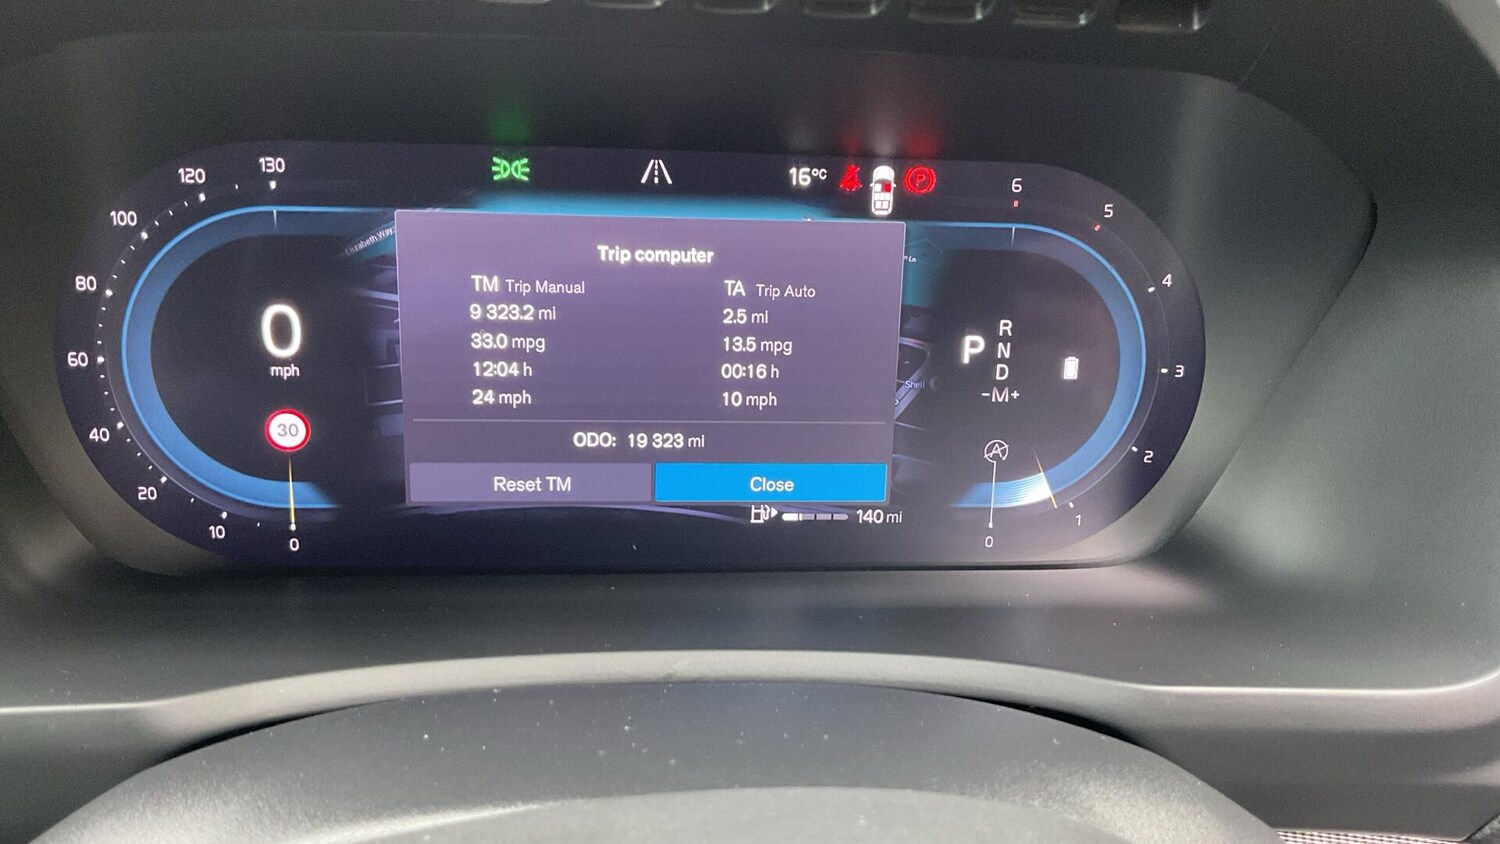 130
120
100
80
60
40
20
10
0
0
mph
30
16°C
P
Elizabeth Way
Trip computer
TM Trip Manual
9 323.2 mi
33.0 mpg
12:04 h
24 mph
TA Trip Auto
2.5 mi
13.5 mpg
00:16 h
10 mph
ODO: 19 323 mi
Reset TM
Close
140 mi
Shell
P
R
N
D
-M+
A
6
5
4
3
2
1
0